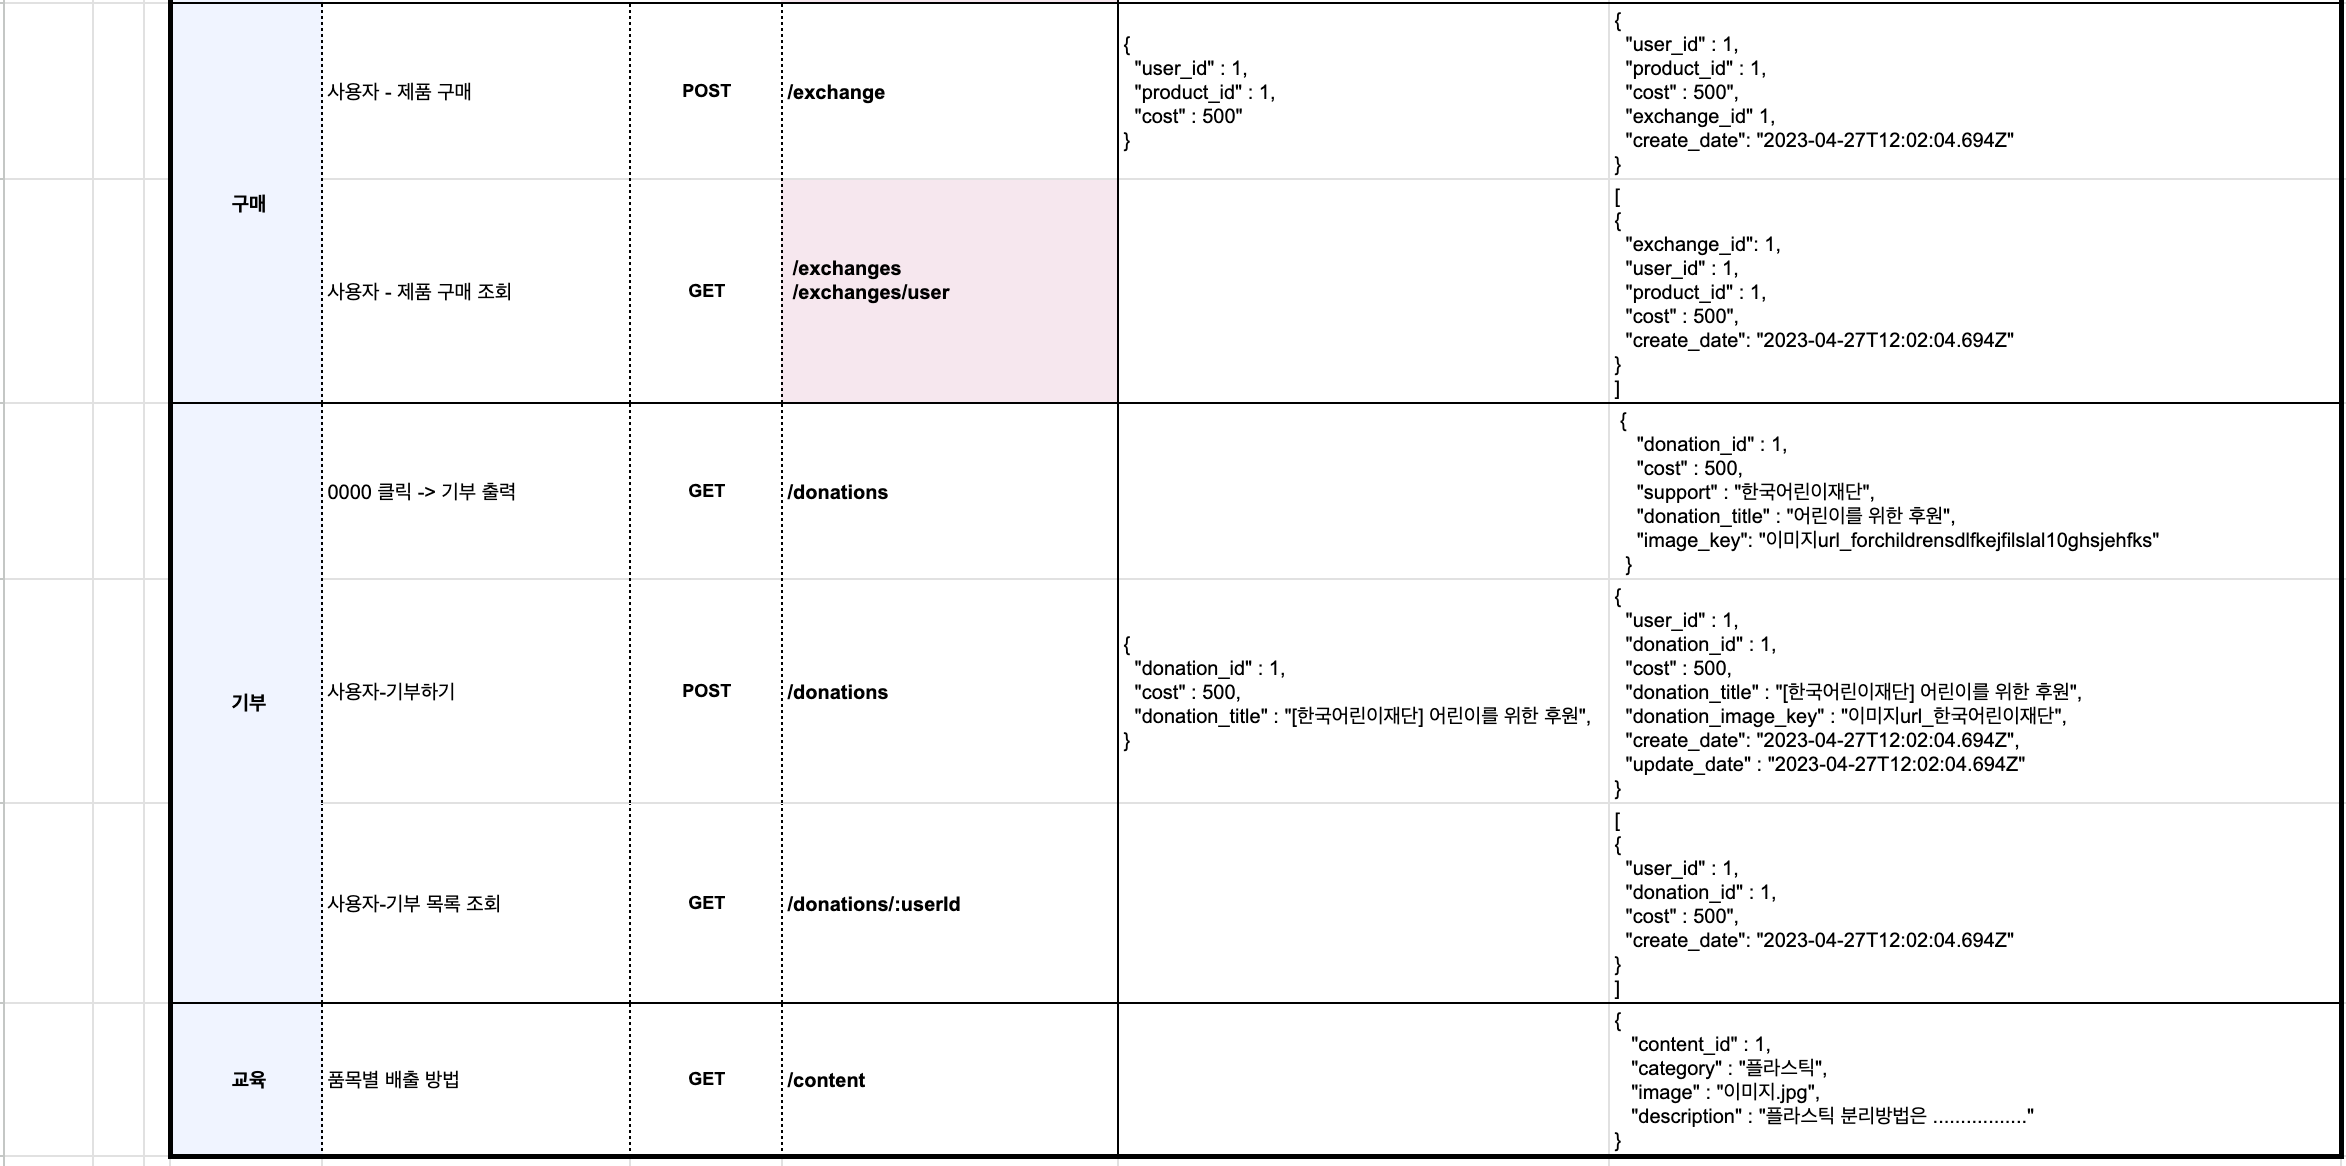 구매
사용자 - 제품 구매
POST
/exchange
{
"user_id" : 1,
"product_id" : 1,
"cost" : 500"
}
{
"user_id" : 1,
"product_id" : 1,
"cost" : 500",
"exchange_id" 1,
"create_date": "2023-04-27T12:02:04.694Z"
}
사용자 - 제품 구매 조회
GET
/exchanges
/exchanges/user
[
{
"exchange_id": 1,
"user_id" : 1,
"product_id" : 1,
"cost" : 500",
"create_date": "2023-04-27T12:02:04.694Z"
}
]
기부
0000 클릭 -> 기부 출력
GET
/donations
{
"donation_id" : 1,
"cost" : 500,
"support" : "한국어린이재단",
"donation_title" : "어린이를 위한 후원",
"image_key": "이미지url_forchildrensdlfkejfilslal10ghsjehfks"
}
사용자-기부하기
POST
/donations
{
"donation_id" : 1,
"cost" : 500,
"donation_title" : "[한국어린이재단] 어린이를 위한 후원",
}
{
"user_id" : 1,
"donation_id" : 1,
"cost" : 500,
"donation_title" : "[한국어린이재단] 어린이를 위한 후원",
"donation_image_key" : "이미지url_한국어린이재단",
"create_date": "2023-04-27T12:02:04.694Z",
"update_date" : "2023-04-27T12:02:04.694Z"
}
사용자-기부 목록 조회
GET
/donations/:userId
[
{
"user_id" : 1,
"donation_id" : 1,
"cost" : 500",
"create_date": "2023-04-27T12:02:04.694Z"
}
]
교육
품목별 배출 방법
GET
/content
{
"content_id" : 1,
"category" : "플라스틱",
"image" : "이미지.jpg",
"description" : "플라스틱 분리방법은 ................."
}